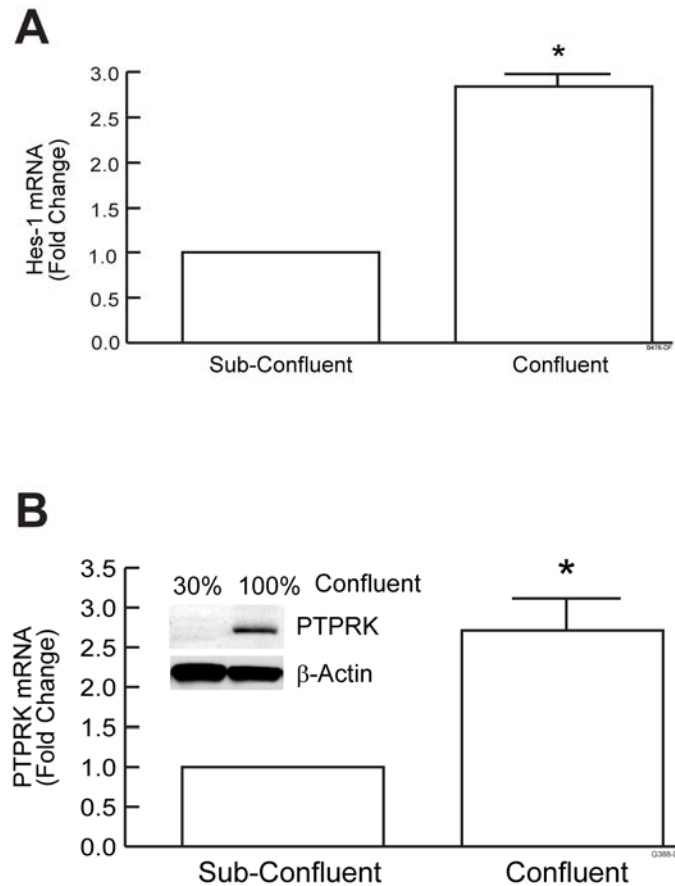 A
*
Hes-1 mRNA
(Fold Change)
3.0
2.5
2.0
1.5
1.0
0.5
0.0
Sub-Confluent Confluent
B
*
PTPRK mRNA
(Fold Change)
3.5
3.0
2.5
2.0
1.5
1.0
0.5
0.0
30% 100% Confluent
PTPRK
β-Actin
Sub-Confluent Confluent